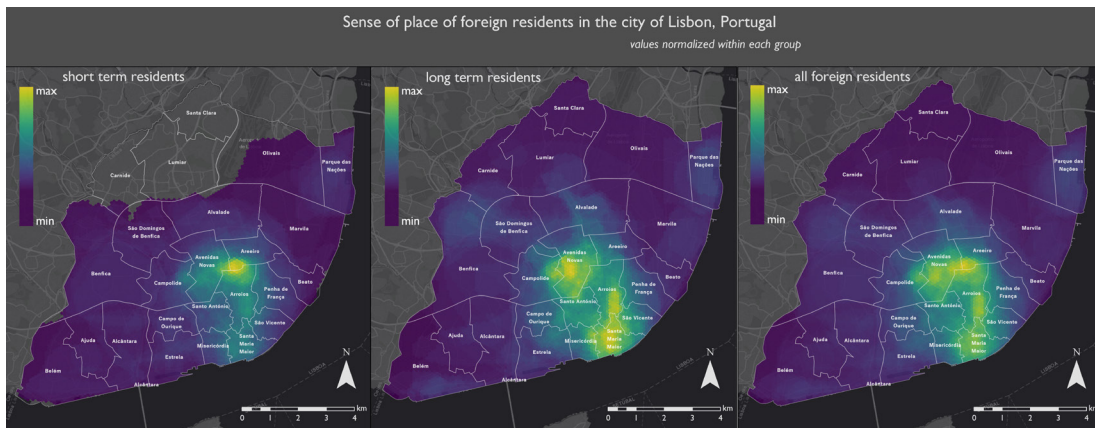 Sense of place of foreign residents in the city of Lisbon, Portugal
values normalized within each group
short term residents
max
min
Santa Clara
Lumiar
Carnide
Olivais
Parque das
Nações
Alvalade
São Domingos
de Benfica
Marvila
Areeiro
Avenidas
Novas
Benfica
Campolide
Beato
Arroios
Penha de
França
Santo António
Campo de
Ourique
São Vicente
Ajuda
Alcântara
Santa
Maria
Maior
Misericórdia
Estrela
Belém
Alcântara
N
0 1 2 3 4 km
long term residents
max
min
Santa Clara
Lumiar
Olivais
Carnide
Parque das
Nações
Alvalade
São Domingos
de Benfica
Marvila
Areeiro
Avenidas
Novas
Benfica
Campolide
Beato
Arroios
Penha de
França
Santo António
Campo de
Ourique
São Vicente
Ajuda
Alcântara
Santa
Maria
Maior
Misericórdia
Estrela
Belém
Alcântara
N
0 1 2 3 4 km
all foreign residents
max
min
Santa Clara
Lumiar
Olivais
Carnide
Parque das
Nações
Alvalade
São Domingos
de Benfica
Marvila
Areeiro
Avenidas
Novas
Benfica
Campolide
Beato
Arroios
Penha de
França
Santo António
Campo de
Ourique
São Vicente
Ajuda
Alcântara
Santa
Maria
Maior
Misericórdia
Estrela
Belém
Alcântara
N
0 1 2 3 4 km